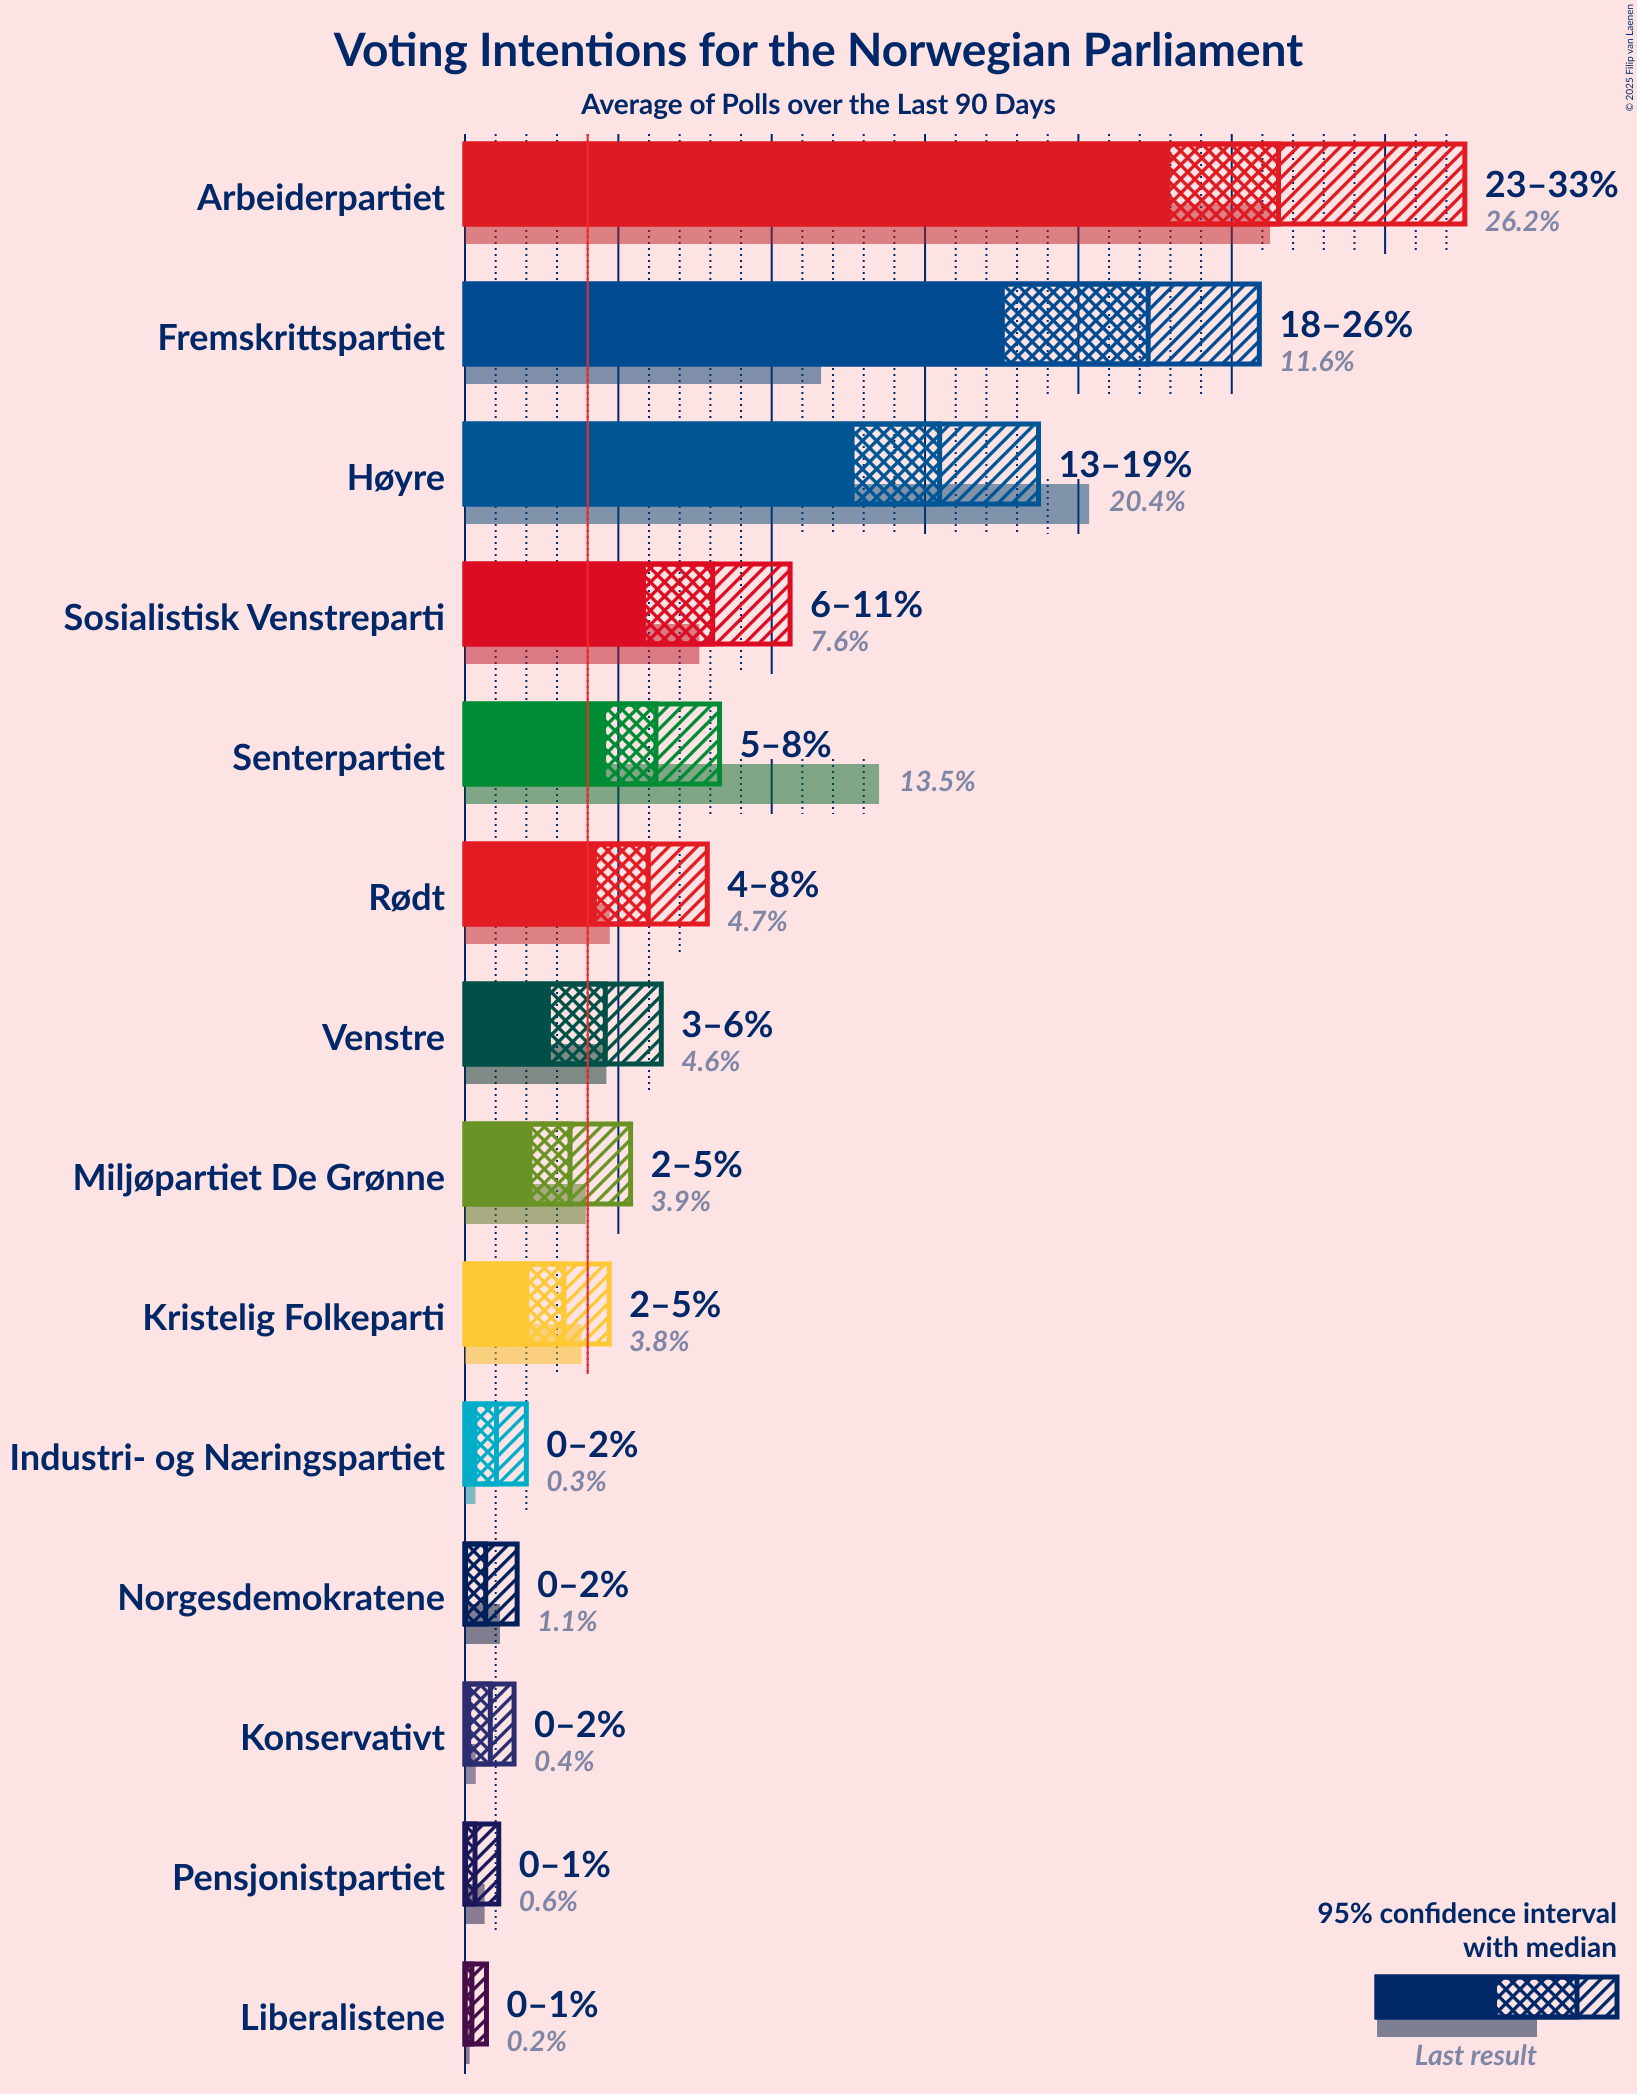 © 2025 Filip van Laenen
Voting Intentions for the Norwegian Parliament
Average of Polls over the Last 90 Days
Arbeiderpartiet
23–33%
26.2%
Fremskrittspartiet
18–26%
11.6%
Høyre
13–19%
20.4%
Sosialistisk Venstreparti
6–11%
7.6%
Senterpartiet
5–8%
13.5%
Rødt
4–8%
4.7%
Venstre
3–6%
4.6%
Miljøpartiet De Grønne
2–5%
3.9%
Kristelig Folkeparti
2–5%
3.8%
Industri- og Næringspartiet
0–2%
0.3%
Norgesdemokratene
0–2%
1.1%
Konservativt
0–2%
0.4%
Pensjonistpartiet
0–1%
0.6%
Liberalistene
0–1%
0.2%
95% confidence interval
with median
Last result